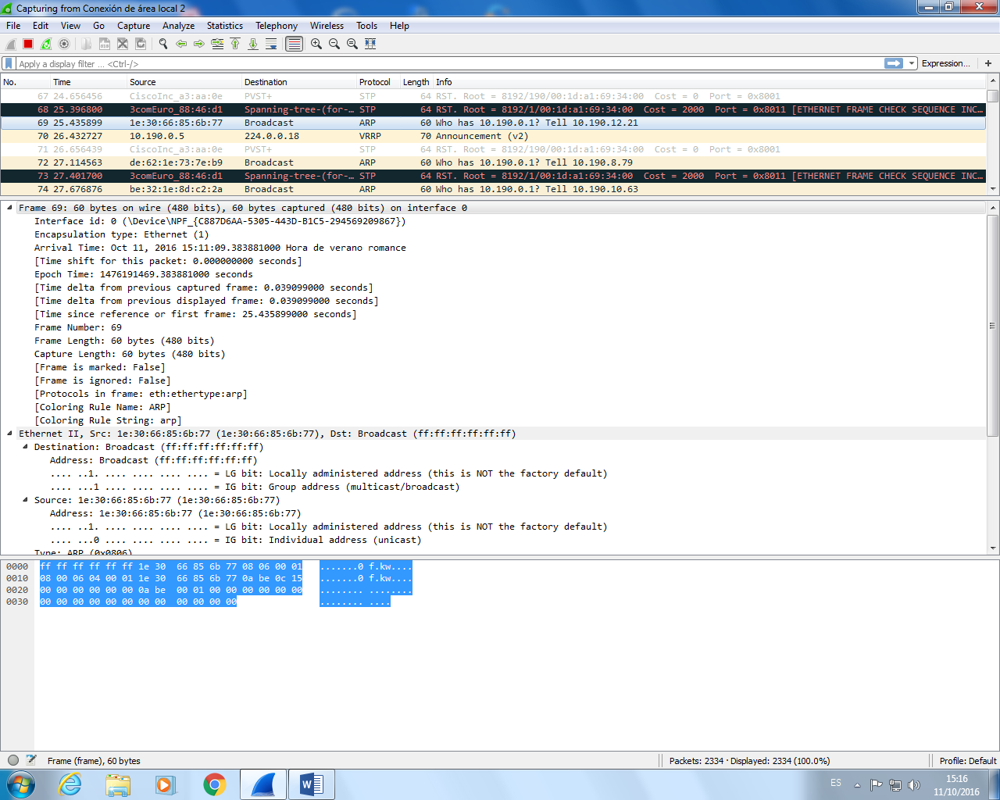 Capturing from Conexión de área local 2
File Edit View Go Capture Analyze Statistics Telephony Wireless Tools Help
Apply a display filter ... <Ctrl-/>
Expression... +
No. Time Source Destination Protocol Length Info
67 24.656456 CiscoInc_a3:aa:0e PVST+ STP 64 RST. Root = 8192/190/00:1d:a1:69:34:00 Cost = 0 Port = 0x8001
68 25.396800 3comEuro_88:46:d1 Spanning-tree-(for-… STP 64 RST. Root = 8192/1/00:1d:a1:69:34:00 Cost = 2000 Port = 0x8011 [ETHERNET FRAME CHECK SEQUENCE INC…
69 25.435899 1e:30:66:85:6b:77 Broadcast ARP 60 Who has 10.190.0.1? Tell 10.190.12.21
70 26.432727 10.190.0.5 224.0.0.18 VRRP 70 Announcement (v2)
71 26.656439 CiscoInc_a3:aa:0e PVST+ STP 64 RST. Root = 8192/190/00:1d:a1:69:34:00 Cost = 0 Port = 0x8001
72 27.114563 de:62:1e:73:7e:b9 Broadcast ARP 60 Who has 10.190.0.1? Tell 10.190.8.79
73 27.401700 3comEuro_88:46:d1 Spanning-tree-(for-… STP 64 RST. Root = 8192/1/00:1d:a1:69:34:00 Cost = 2000 Port = 0x8011 [ETHERNET FRAME CHECK SEQUENCE INC…
74 27.676876 be:32:1e:8d:c2:2a Broadcast ARP 60 Who has 10.190.0.1? Tell 10.190.10.63
Frame 69: 60 bytes on wire (480 bits), 60 bytes captured (480 bits) on interface 0
Interface id: 0 (\Device\NPF_{C887D6AA-5305-443D-B1C5-294569209867})
Encapsulation type: Ethernet (1)
Arrival Time: Oct 11, 2016 15:11:09.383881000 Hora de verano romance
[Time shift for this packet: 0.000000000 seconds]
Epoch Time: 1476191469.383881000 seconds
[Time delta from previous captured frame: 0.039099000 seconds]
[Time delta from previous displayed frame: 0.039099000 seconds]
[Time since reference or first frame: 25.435899000 seconds]
Frame Number: 69
Frame Length: 60 bytes (480 bits)
Capture Length: 60 bytes (480 bits)
[Frame is marked: False]
[Frame is ignored: False]
[Protocols in frame: eth:ethertype:arp]
[Coloring Rule Name: ARP]
[Coloring Rule String: arp]
Ethernet II, Src: 1e:30:66:85:6b:77 (1e:30:66:85:6b:77), Dst: Broadcast (ff:ff:ff:ff:ff:ff)
Destination: Broadcast (ff:ff:ff:ff:ff:ff)
Address: Broadcast (ff:ff:ff:ff:ff:ff)
.... ..1. .... .... .... .... = LG bit: Locally administered address (this is NOT the factory default)
.... ...1 .... .... .... .... = IG bit: Group address (multicast/broadcast)
Source: 1e:30:66:85:6b:77 (1e:30:66:85:6b:77)
Address: 1e:30:66:85:6b:77 (1e:30:66:85:6b:77)
.... ..1. .... .... .... .... = LG bit: Locally administered address (this is NOT the factory default)
.... ...0 .... .... .... .... = IG bit: Individual address (unicast)
Type: ARP (0x0806)
0000 ff ff ff ff ff ff 1e 30 66 85 6b 77 08 06 00 01 .......0 f.kw....
0010 08 00 06 04 00 01 1e 30 66 85 6b 77 0a be 0c 15 .......0 f.kw....
0020 00 00 00 00 00 00 0a be 00 01 00 00 00 00 00 00 ........ ........
0030 00 00 00 00 00 00 00 00 00 00 00 00 ........ ....
Frame (frame), 60 bytes
Packets: 2334 · Displayed: 2334 (100.0%)
Profile: Default
ES
15:16
11/10/2016